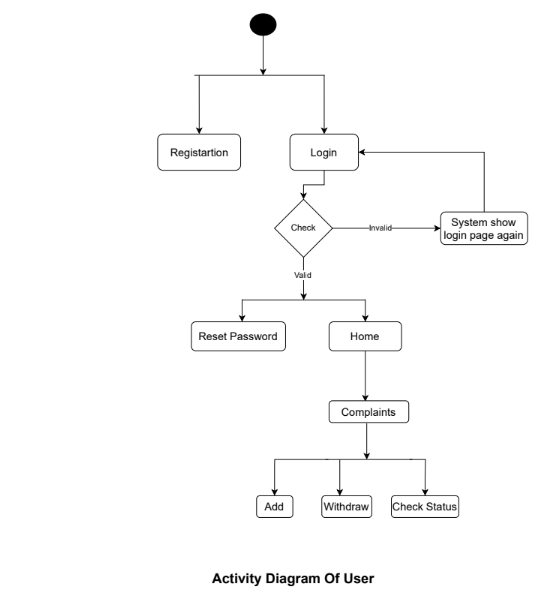 Registartion
Login
Check
Invalid
System show
login page again
Valid
Reset Password
Home
Complaints
Add
Withdraw
Check Status
Activity Diagram Of User